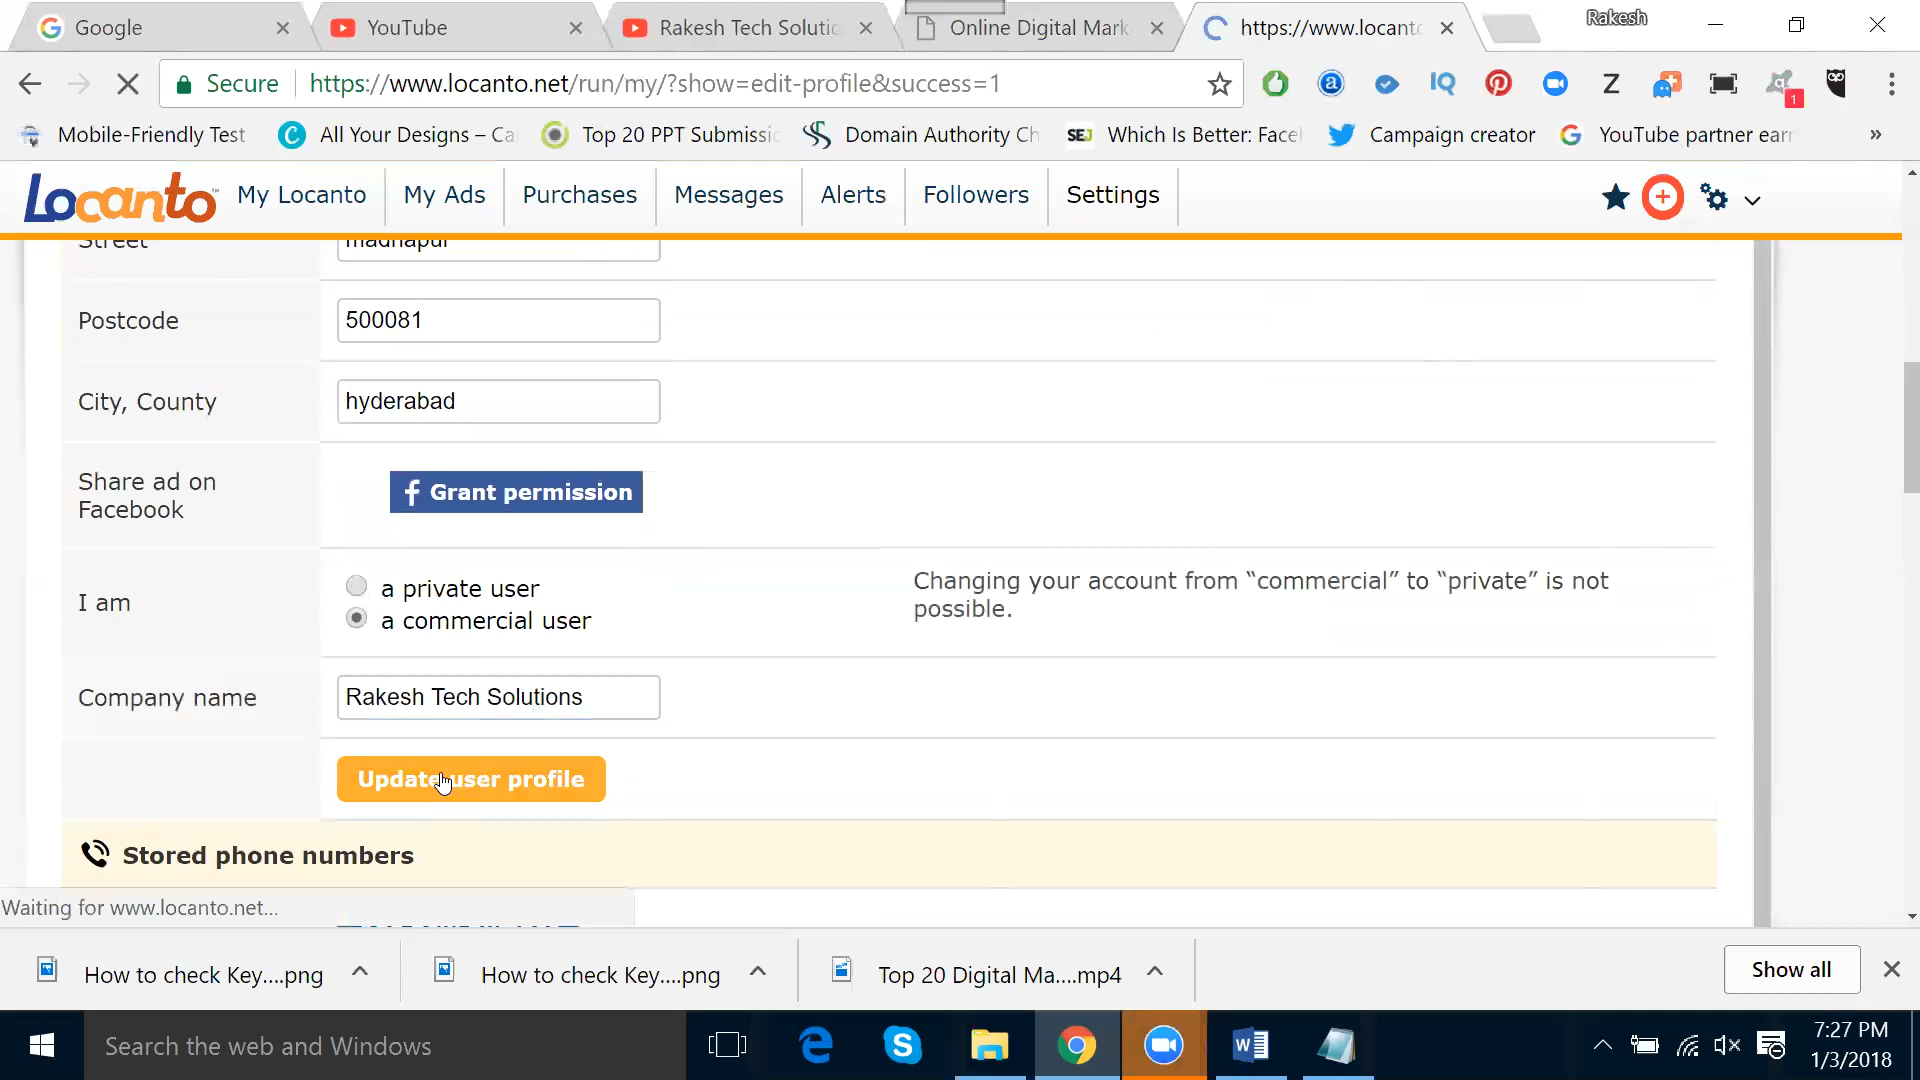 Google
YouTube
Rakesh Tech Solutic
Online Digital Mark
https://www.locantc
Rakesh
Secure
https://www.locanto.net/run/my/?show=edit-profile&success=1
1
Mobile-Friendly Test
All Your Designs – Ca
Top 20 PPT Submissic
Domain Authority Ch
SEJ
Which Is Better: Facel
Campaign creator
YouTube partner earr
»
Locanto
My Locanto
My Ads
Purchases
Messages
Alerts
Followers
Settings
Street
madhapur
Postcode
500081
City, County
hyderabad
Share ad on
Facebook
Grant permission
I am
a private user
a commercial user
Changing your account from “commercial” to “private” is not
possible.
Company name
Rakesh Tech Solutions
Update user profile
Stored phone numbers
Waiting for www.locanto.net...
How to check Key....png
How to check Key....png
Top 20 Digital Ma....mp4
Show all
Search the web and Windows
7:27 PM
1/3/2018